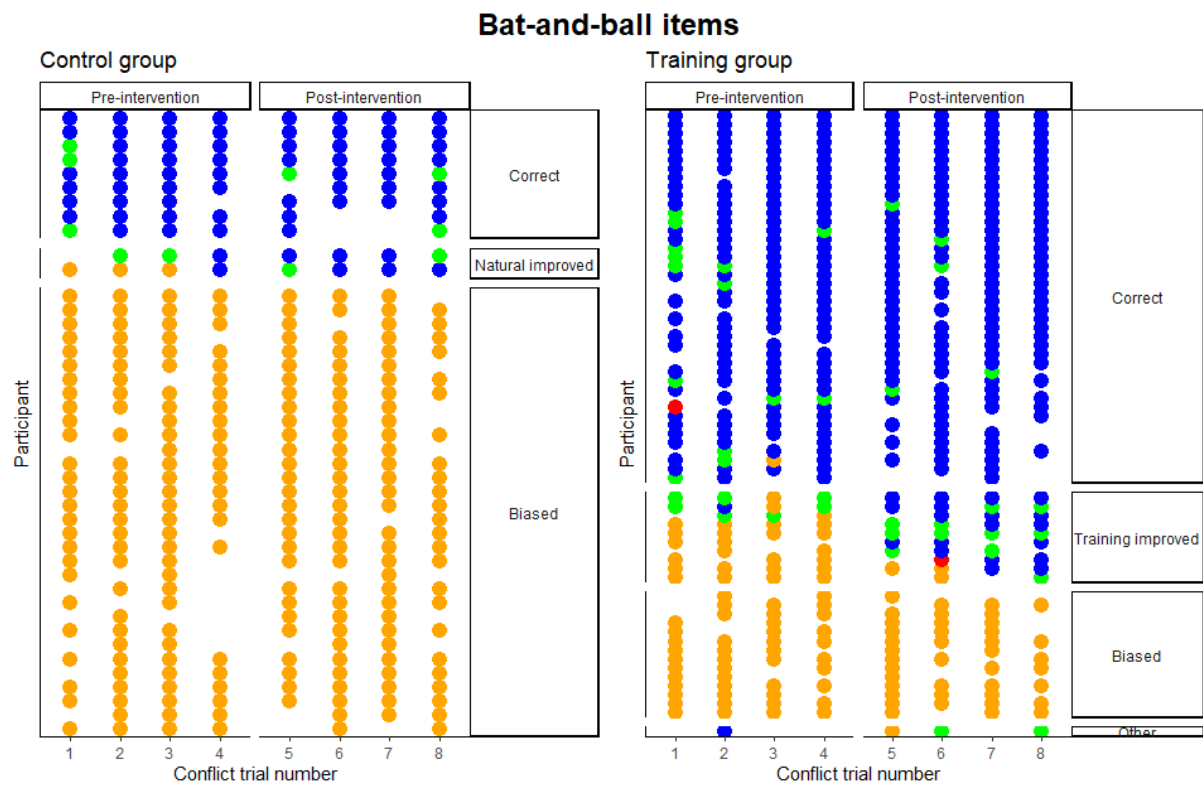 Bat-and-ball items
Control group
Pre-intervention
Post-intervention
Correct
Natural improved
Biased
Participant
1 2 3 4 5 6 7 8
Conflict trial number
Training group
Pre-intervention
Post-intervention
Correct
Training improved
Biased
Other
Participant
1 2 3 4 5 6 7 8
Conflict trial number